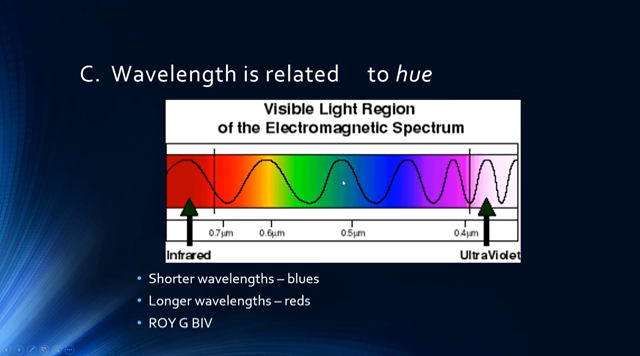 C. Wavelength is related to hue
Visible Light Region
of the Electromagnetic Spectrum
0.7µm 0.6µm 0.5µm 0.4µm
Infrared UltraViolet
• Shorter wavelengths – blues
• Longer wavelengths – reds
• ROY G BIV